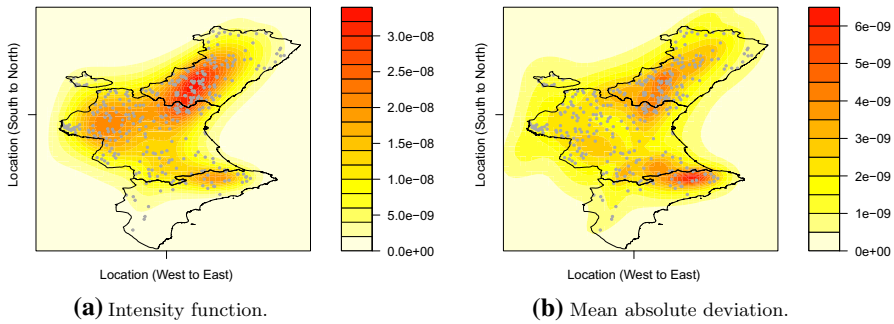 Location (South to North)
3.0e−08
2.5e−08
2.0e−08
1.5e−08
1.0e−08
5.0e−09
0.0e+00
Location (West to East)
(a) Intensity function.
Location (South to North)
6e−09
5e−09
4e−09
3e−09
2e−09
1e−09
0e+00
Location (West to East)
(b) Mean absolute deviation.